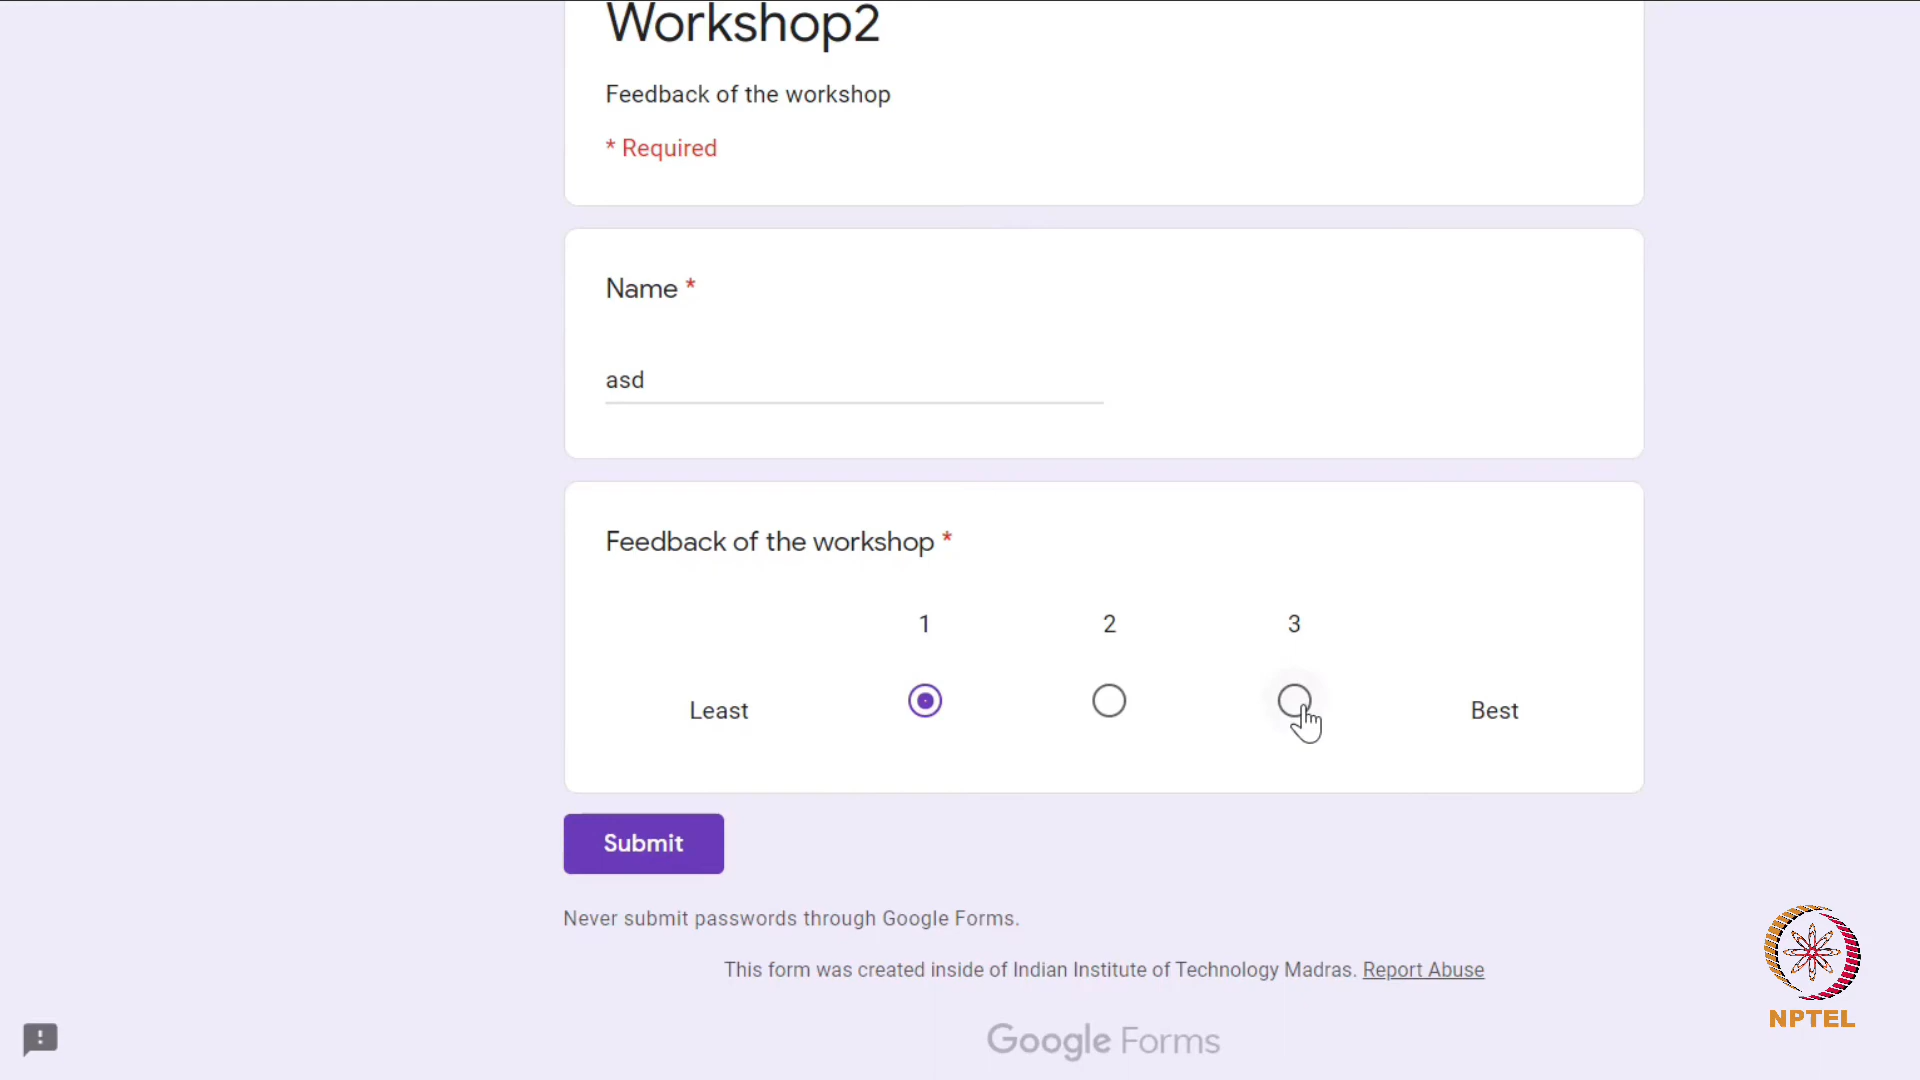 Workshop2
Feedback of the workshop
* Required
Name *
asd
Feedback of the workshop *
1 2 3
Least Best
Submit
Never submit passwords through Google Forms.
This form was created inside of Indian Institute of Technology Madras. Report Abuse
Google Forms
NPTEL